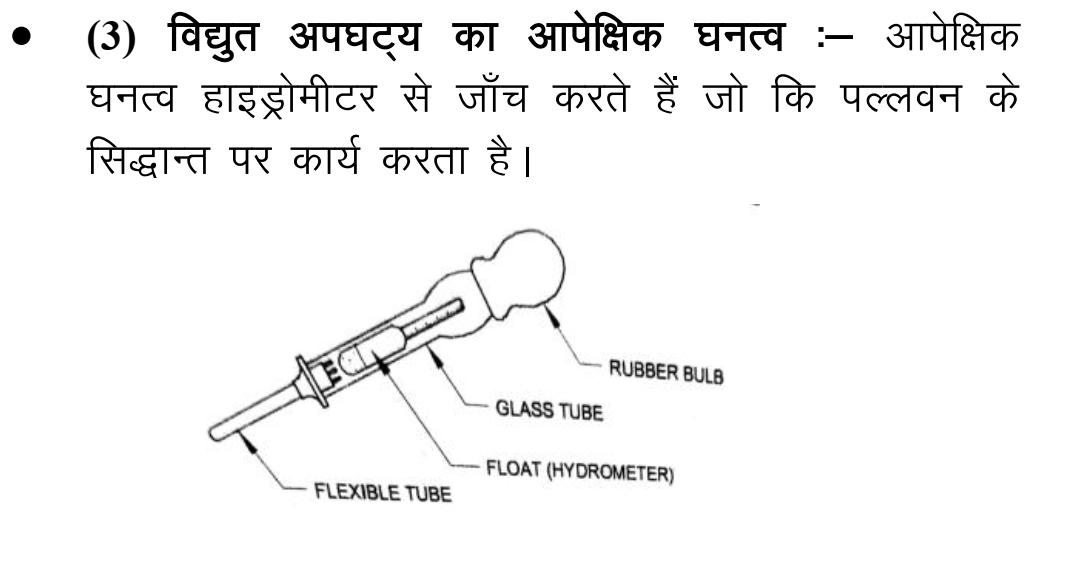 • (3) विद्युत अपघट्य का आपेक्षिक घनत्व :– आपेक्षिक
घनत्व हाइड्रोमीटर से जाँच करते हैं जो कि पल्लवन के
सिद्धान्त पर कार्य करता है।
RUBBER BULB
GLASS TUBE
FLOAT (HYDROMETER)
FLEXIBLE TUBE